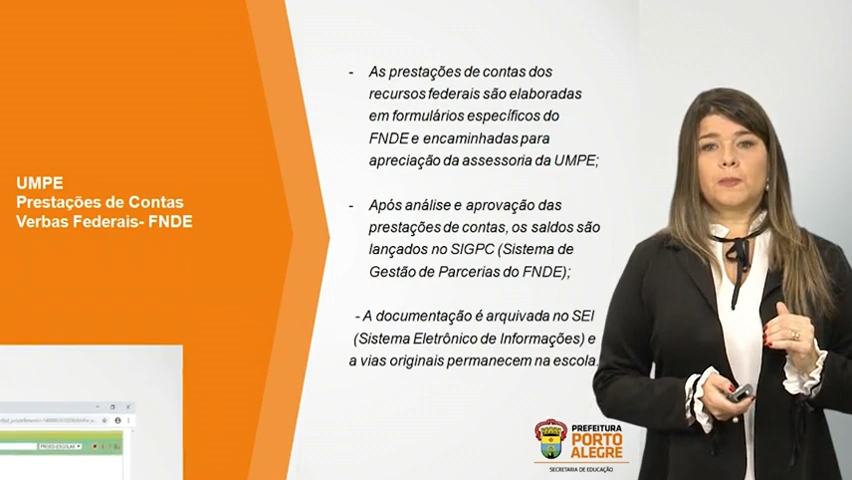 UMPE
Prestações de Contas
Verbas Federais- FNDE
- As prestações de contas dos
recursos federais são elaboradas
em formulários específicos do
FNDE e encaminhadas para
apreciação da assessoria da UMPE;
- Após análise e aprovação das
prestações de contas, os saldos são
lançados no SIGPC (Sistema de
Gestão de Parcerias do FNDE);
- A documentação é arquivada no SEI
(Sistema Eletrônico de Informações) e
a vias originais permanecem na escola.
PREFEITURA
PORTO
ALEGRE
SECRETARIA DE EDUCAÇÃO